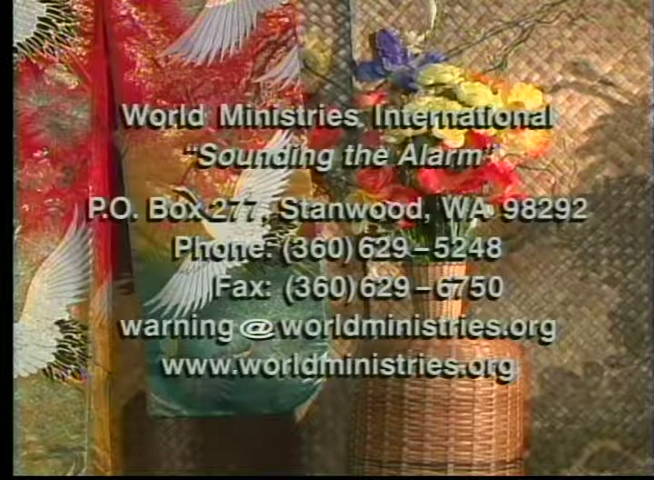 World Ministries International
"Sounding the Alarm"
P.O. Box 277, Stanwood, WA 98292
Phone: (360) 629-5248
Fax: (360) 629-6750
warning@worldministries.org
www.worldministries.org